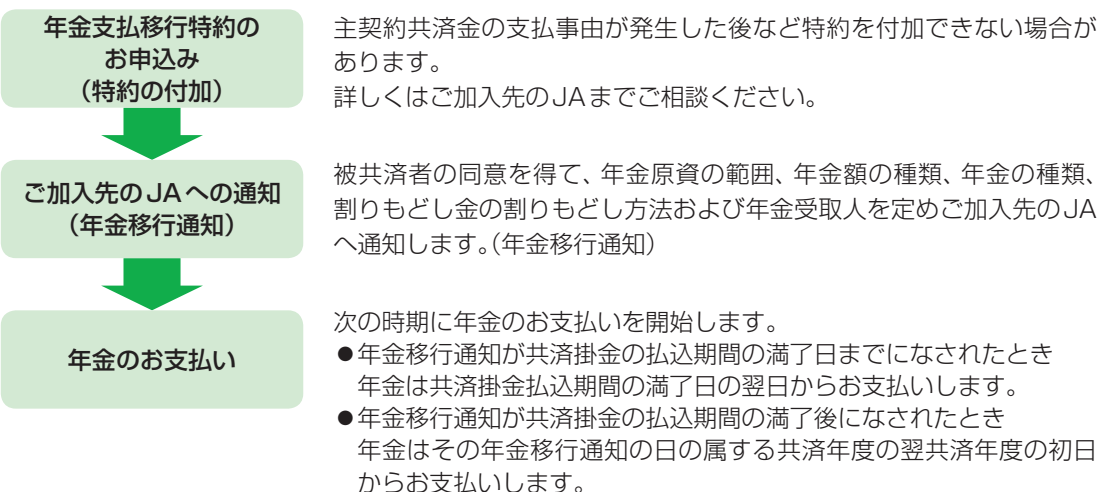 年金支払移行特約の
お申込み
(特約の付加)
主契約共済金の支払事由が発生した後など特約を付加できない場合が
あります。
詳しくはご加入先のJAまでご相談ください。
ご加入先のJAへの通知
(年金移行通知)
被共済者の同意を得て、年金原資の範囲、年金額の種類、年金の種類、
割りもどし金の割りもどし方法および年金受取人を定めご加入先のJA
へ通知します。(年金移行通知)
年金のお支払い
次の時期に年金のお支払いを開始します。
●年金移行通知が共済掛金の払込期間の満了日までになされたとき
年金は共済掛金払込期間の満了日の翌日からお支払いします。
●年金移行通知が共済掛金の払込期間の満了後になされたとき
年金はその年金移行通知の日の属する共済年度の翌共済年度の初日
からお支払いします。